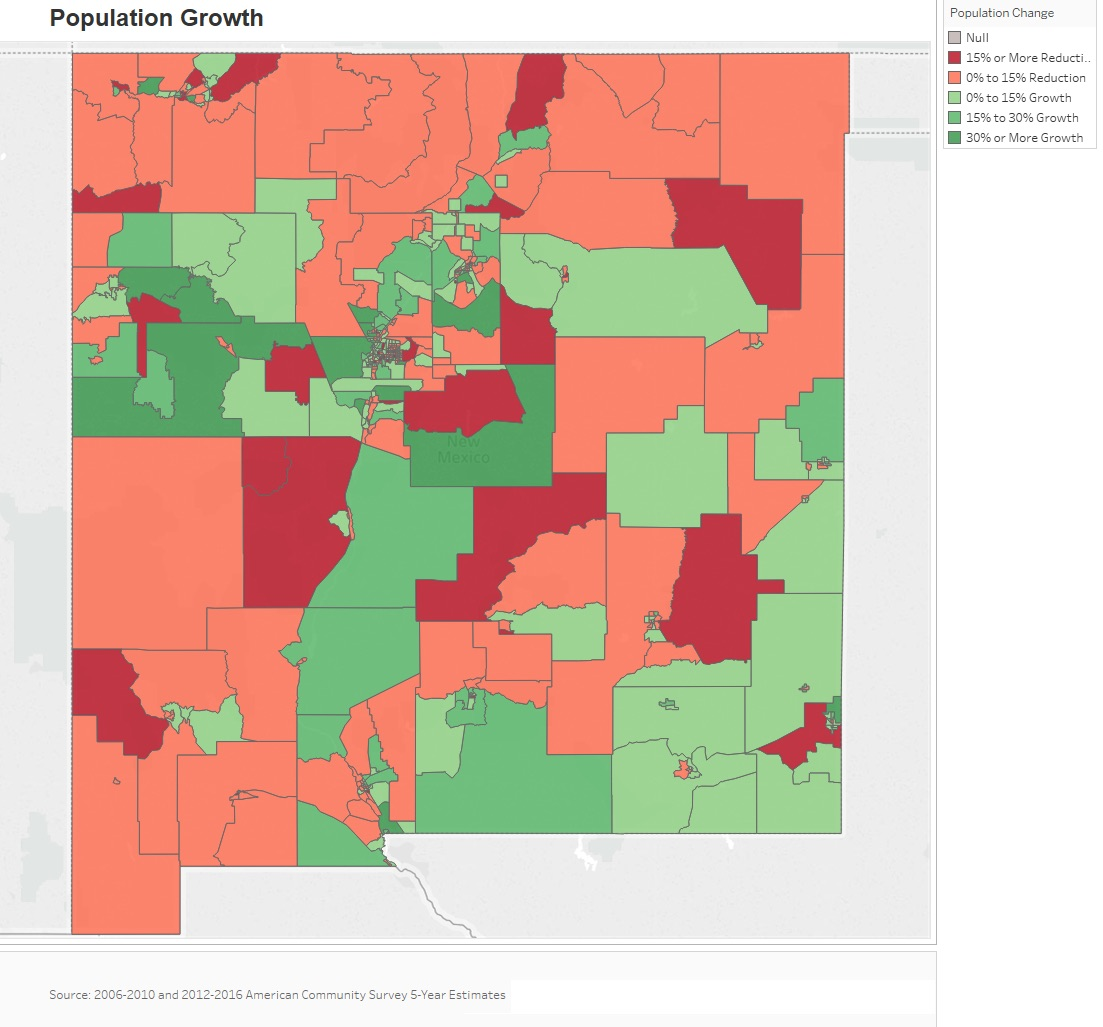 Population Growth
Population Change
Null
15% or More Reducti..
0% to 15% Reduction
0% to 15% Growth
15% to 30% Growth
30% or More Growth
New
Mexico
Source: 2006-2010 and 2012-2016 American Community Survey 5-Year Estimates